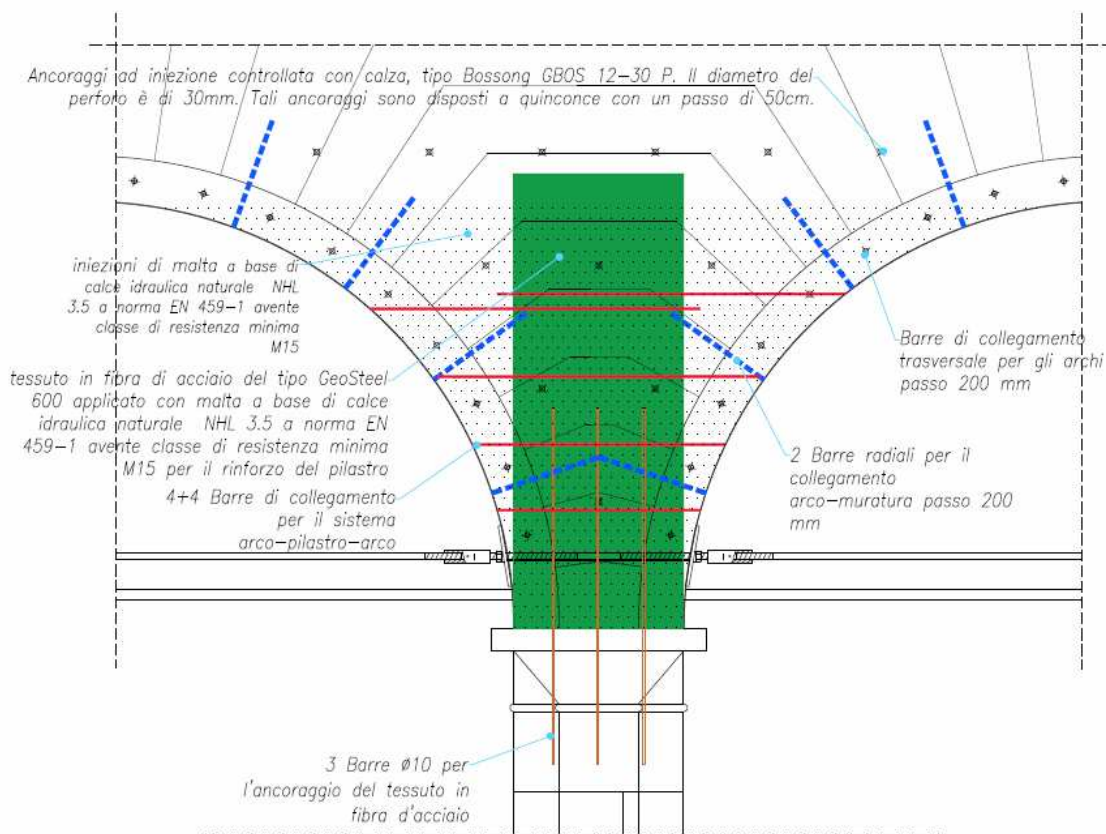 Ancoraggi ad iniezione controllata con calza, tipo Bossong GBOS 12-30 P. Il diametro del
perforo è di 30mm. Tali ancoraggi sono disposti a quinconce con un passo di 50cm.
iniezioni di malta a base di
calce idraulica naturale NHL
3.5 a norma EN 459-1 avente
classe di resistenza minima
M15
tessuto in fibra di acciaio del tipo GeoSteel
600 applicato con malta a base di calce
idraulica naturale NHL 3.5 a norma EN
459-1 avente classe di resistenza minima
M15 per il rinforzo del pilastro
4+4 Barre di collegamento
per il sistema
arco-pilastro-arco
Barre di collegamento
trasversale per gli archi
passo 200 mm
2 Barre radiali per il
collegamento
arco-muratura passo 200
mm
3 Barre ø10 per
l'ancoraggio del tessuto in
fibra d'acciaio